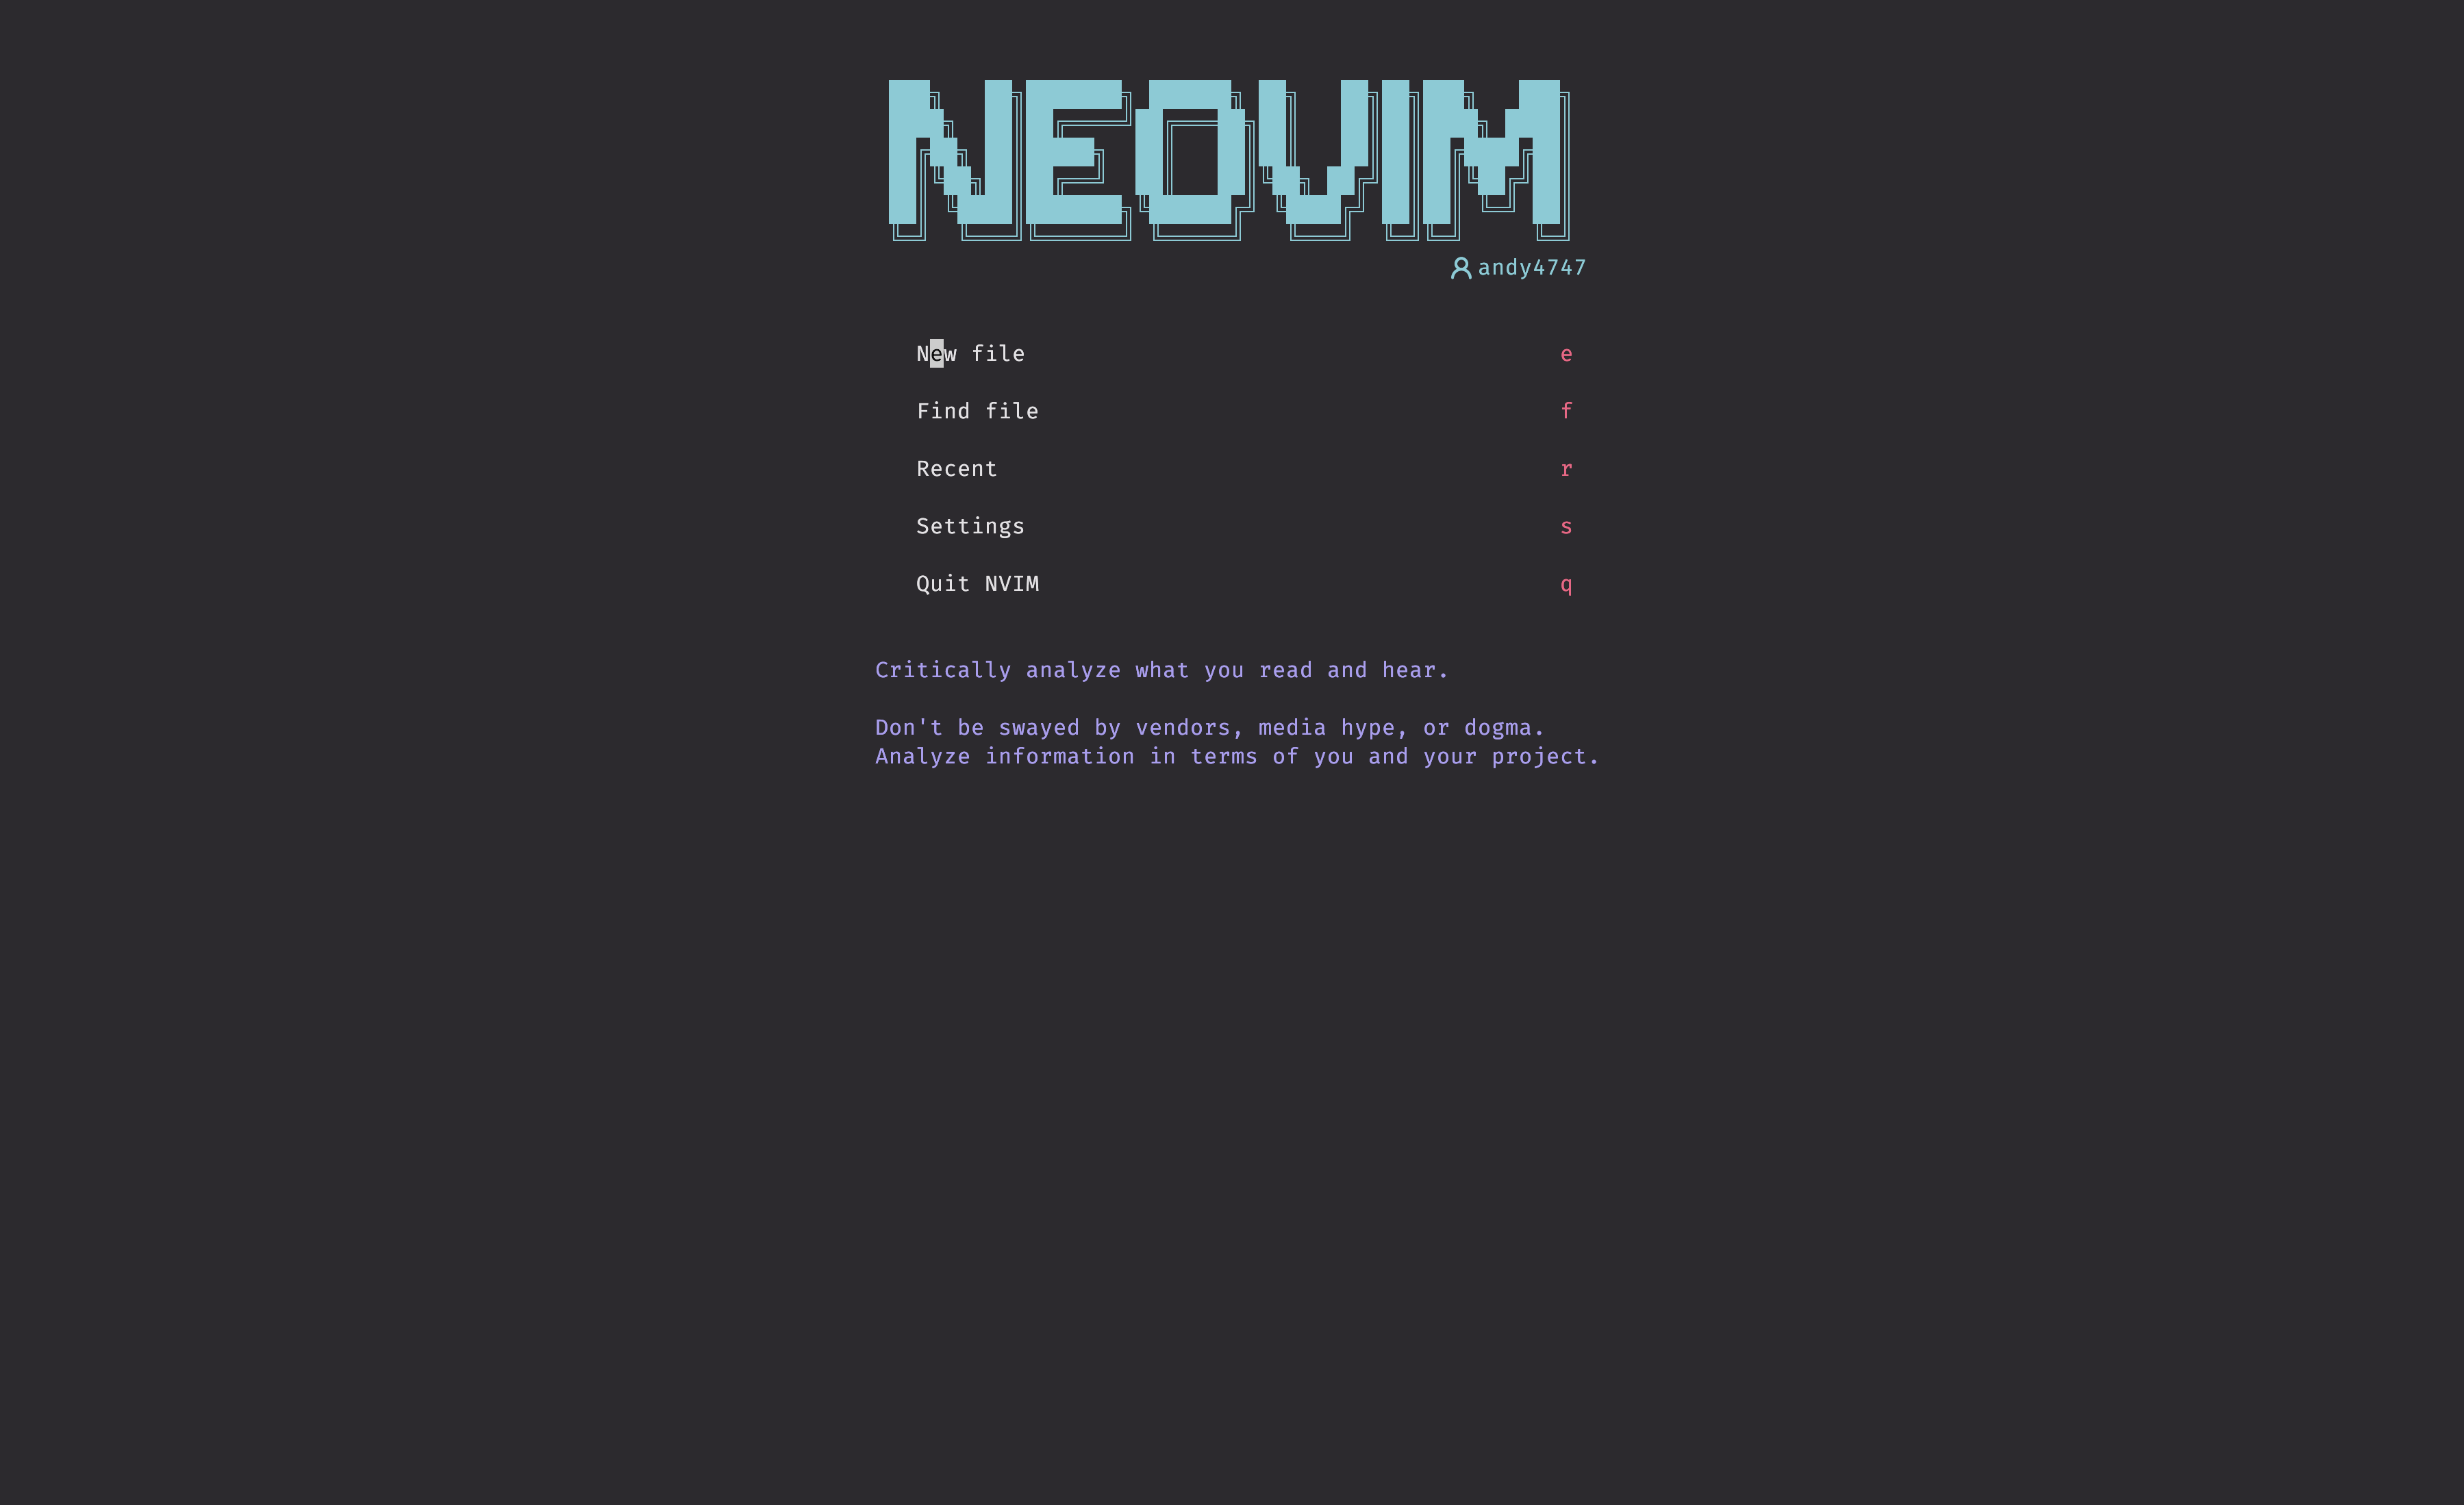 NEOVIM
andy4747
New file e
Find file f
Recent r
Settings s
Quit NVIM q
Critically analyze what you read and hear.
Don't be swayed by vendors, media hype, or dogma.
Analyze information in terms of you and your project.